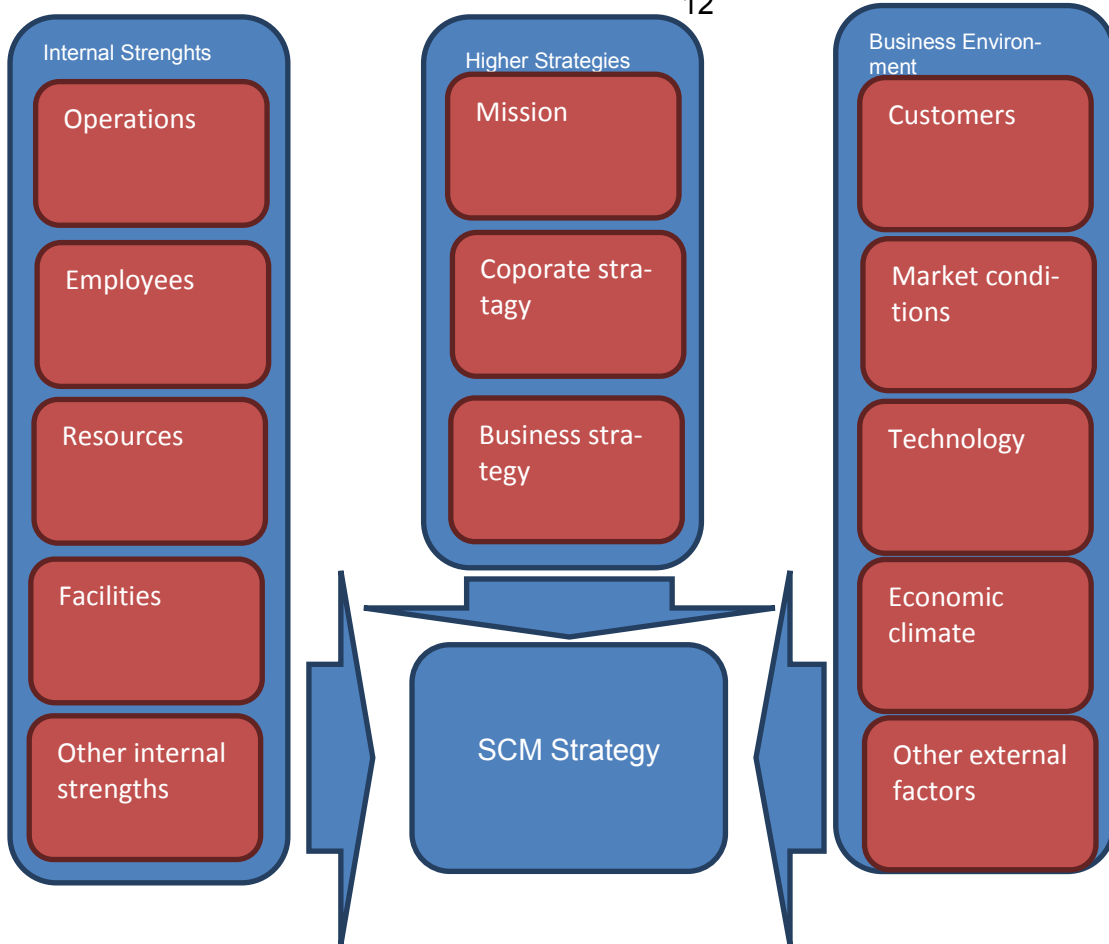 12
Internal Strenghts
Operations
Employees
Resources
Facilities
Other internal
strengths
Higher Strategies
Mission
Coporate stra-
tagy
Business stra-
tegy
SCM Strategy
Business Environ-
ment
Customers
Market condi-
tions
Technology
Economic
climate
Other external
factors